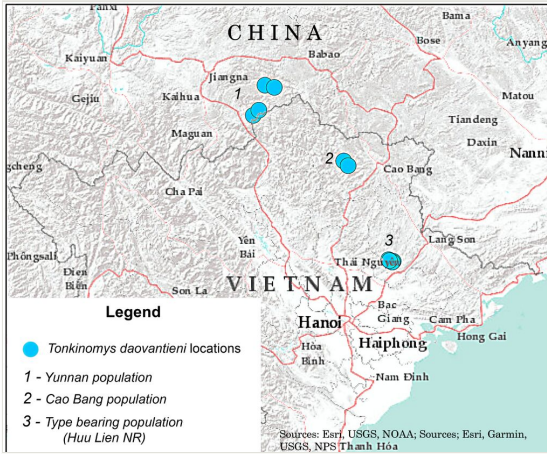 Fanxi
Bama
CHINA
Bose
Anyang
Kaiyuan
Babao
Jiangna
1
Gejiu
Kaihua
Matou
Maguan
Tiandeng
Daxin
Nanni
2
gcheng
Cao Bang
Cha Pai
3
Yên
Bái
Lang Son
Phôngsali
Thái Nguyen
Đien
Biên
VIETNAM
Son La
Bac
Giang
Cam Pha
Legend
Hanoi
Hong Gai
Haiphong
Tonkinomys daovantieni locations
Hòa
Bình
1 - Yunnan population
Nam Đinh
2 - Cao Bang population
3 - Type bearing population
(Huu Lien NR)
Sources: Esri, USGS, NOAA; Sources; Esri, Garmin,
USGS, NPS Thanh Hóa